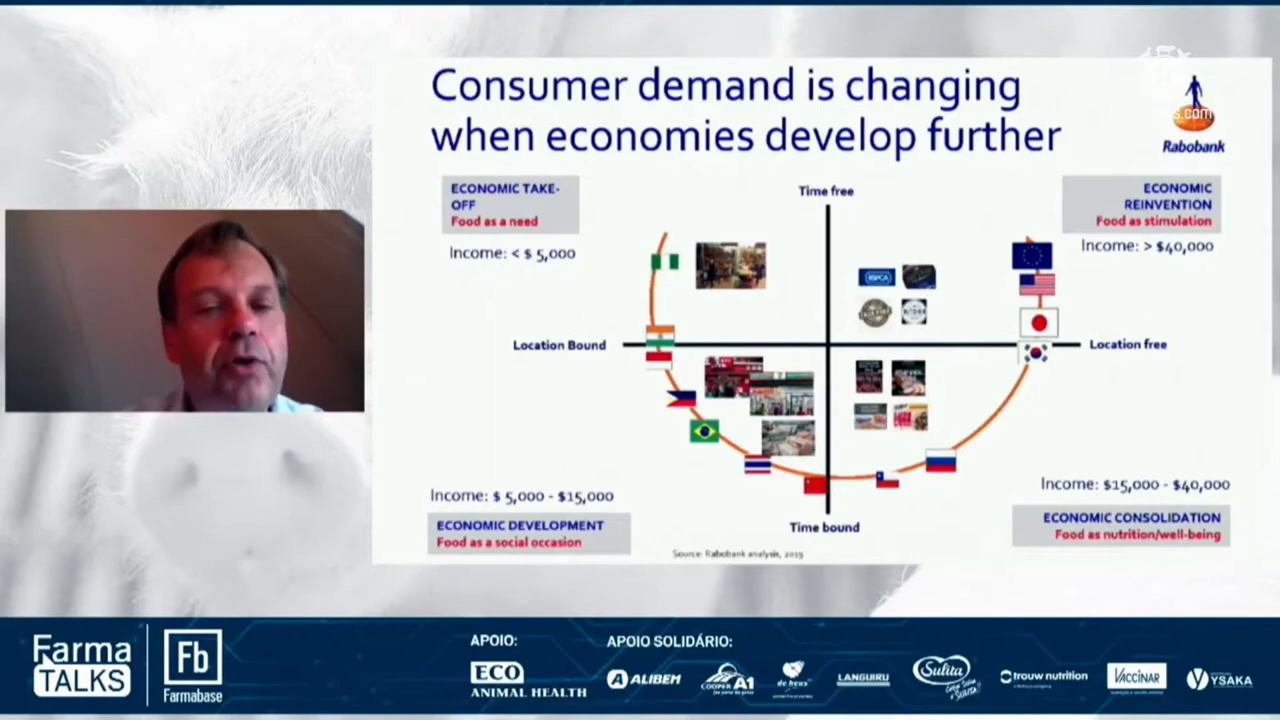 Consumer demand is changing
when economies develop further
s.com
Rabobank
ECONOMIC TAKE-
OFF
Food as a need
Income: < $ 5,000
Time free
ECONOMIC
REINVENTION
Food as stimulation
Income: > $40,000
RSPCA
Location Bound
Location free
Income: $ 5,000 - $15,000
ECONOMIC DEVELOPMENT
Food as a social occasion
Time bound
Income: $15,000 - $40,000
ECONOMIC CONSOLIDATION
Food as nutrition/well-being
Source: Rabobank analysis, 2019
Farma
TALKS
Fb
Farmabase
APOIO:
ECO
ANIMAL HEALTH
APOIO SOLIDÁRIO:
ALIBEM
COOPER A1
de heus
LANGUIRU
Sulita
trouw nutrition
VACCINAR
YSAKA